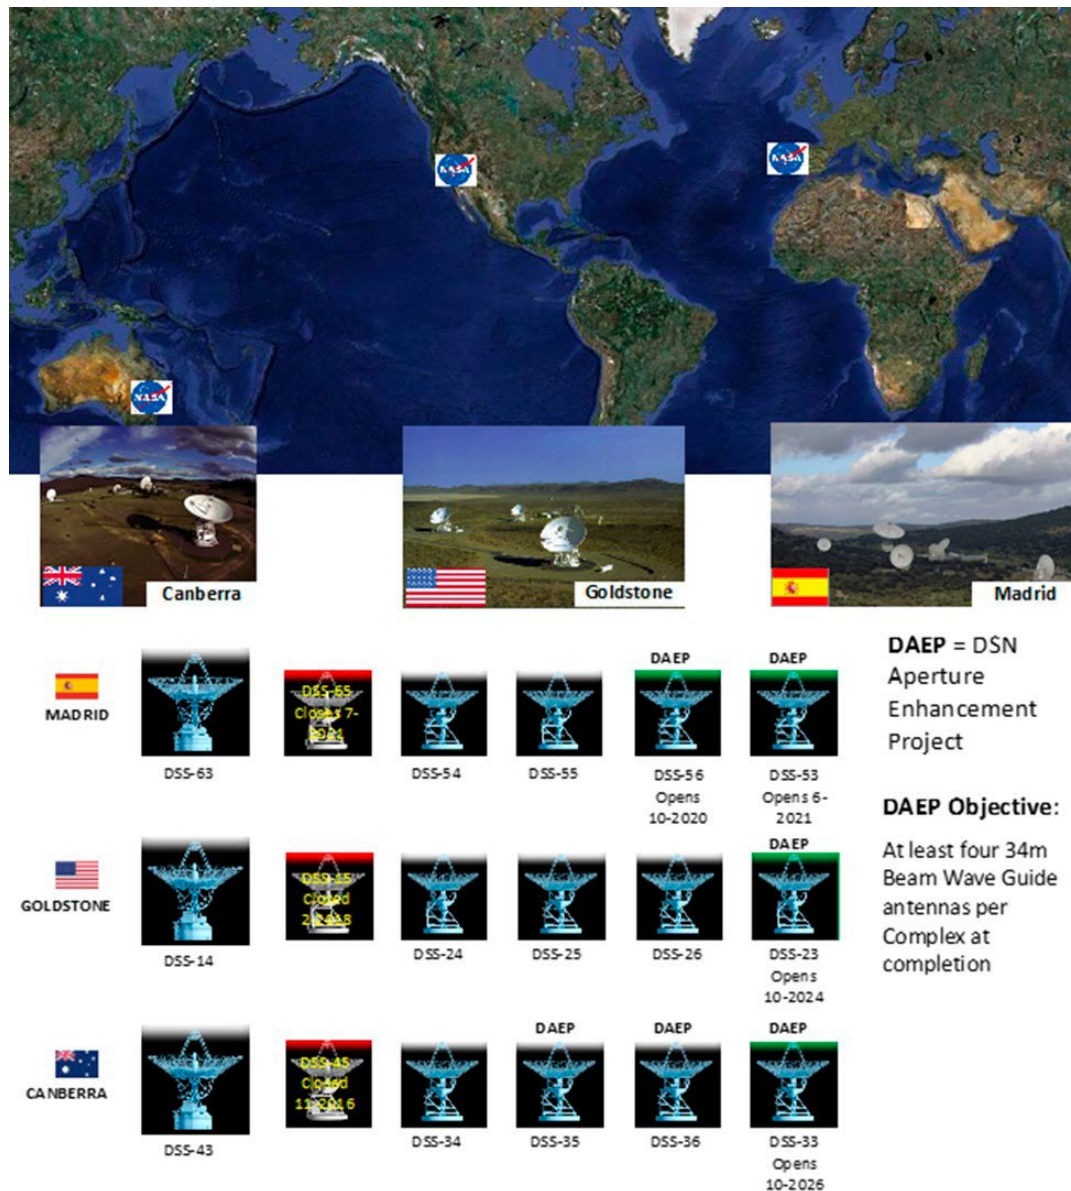 NASA
NASA
NASA
Canberra
Goldstone
Madrid
MADRID
DSS-63
DSS-65
Closes 7-
2021
DSS-54
DSS-55
DAEP
DSS-56
Opens
10-2020
DAEP
DSS-53
Opens 6-
2021
GOLDSTONE
DSS-14
DSS-15
Closed
2-2018
DSS-24
DSS-25
DSS-26
DAEP
DSS-23
Opens
10-2024
CANBERRA
DSS-43
DSS-45
Closed
11-2016
DSS-34
DAEP
DSS-35
DAEP
DSS-36
DAEP
DSS-33
Opens
10-2026
DAEP = DSN
Aperture
Enhancement
Project
DAEP Objective:
At least four 34m
Beam Wave Guide
antennas per
Complex at
completion